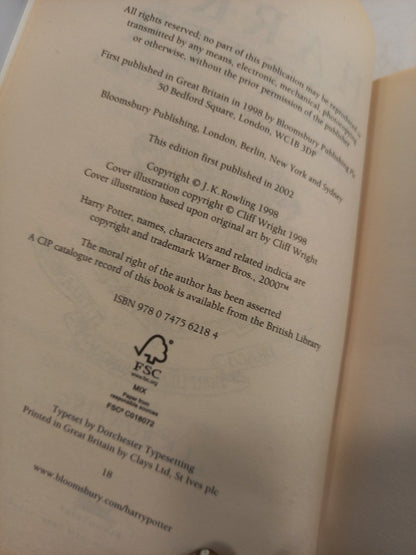 All rights reserved; no part of this publication may be reproduced or
transmitted by any means, electronic, mechanical, photocopying
or otherwise, without the prior permission of the publisher
First published in Great Britain in 1998 by Bloomsbury Publishing Plc
50 Bedford Square, London, WC1B 3DP
Bloomsbury Publishing, London, Berlin, New York and Sydney
This edition first published in 2002
Copyright © J. K. Rowling 1998
Cover illustration copyright © Cliff Wright 1998
Cover illustration based upon original art by Cliff Wright
Harry Potter, names, characters and related indicia are
copyright and trademark Warner Bros., 2000™
The moral right of the author has been asserted
A CIP catalogue record of this book is available from the British Library
ISBN 978 0 7475 6218 4
FSC
www.fsc.org
MIX
Paper from
responsible sources
FSC® C018072
Typeset by Dorchester Typesetting
Printed in Great Britain by Clays Ltd, St Ives plc
18
www.bloomsbury.com/harrypotter